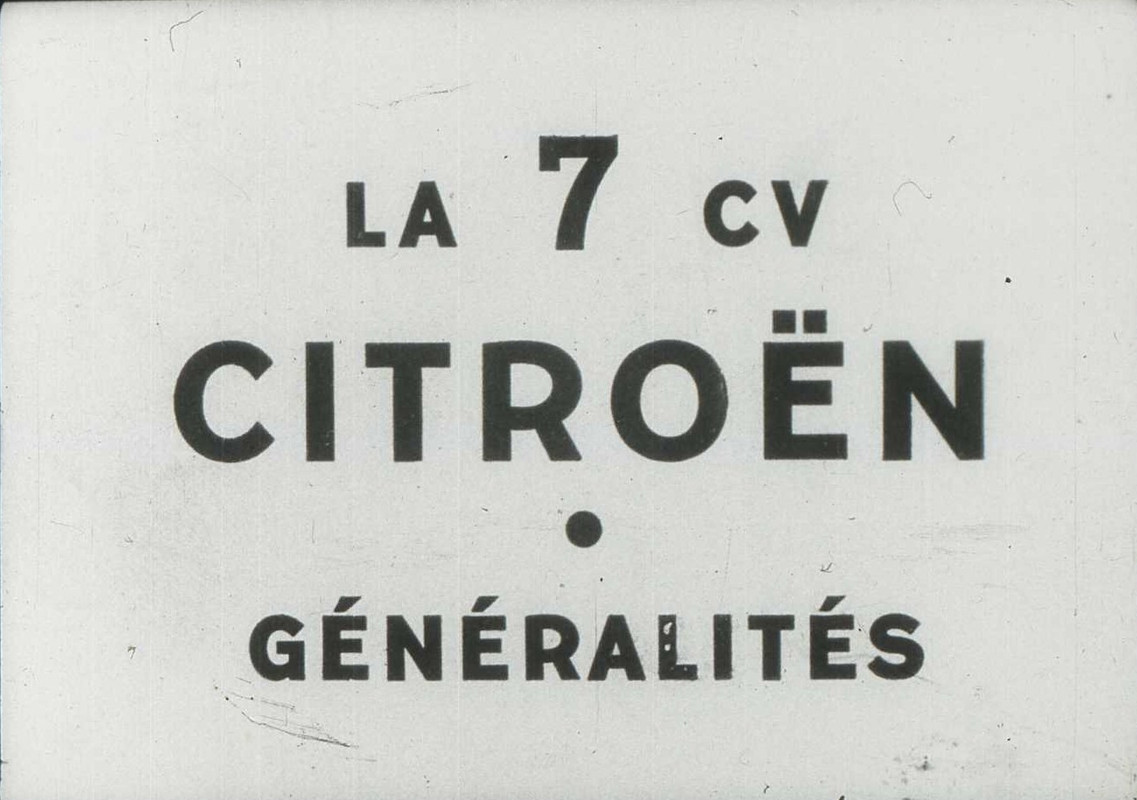 LA 7 CV
CITROËN
•
GÉNÉRALITÉS